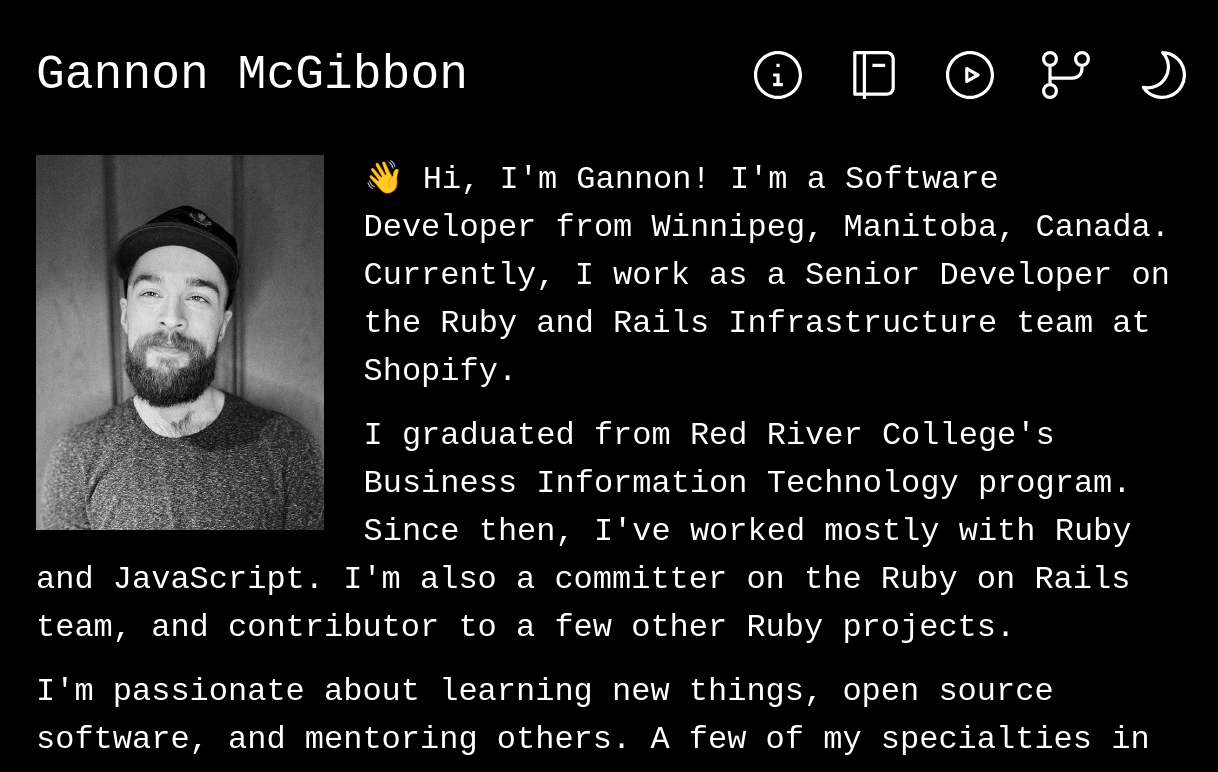 Gannon McGibbon
👋 Hi, I'm Gannon! I'm a Software
Developer from Winnipeg, Manitoba, Canada.
Currently, I work as a Senior Developer on
the Ruby and Rails Infrastructure team at
Shopify.
I graduated from Red River College's
Business Information Technology program.
Since then, I've worked mostly with Ruby
and JavaScript. I'm also a committer on the Ruby on Rails
team, and contributor to a few other Ruby projects.
I'm passionate about learning new things, open source
software, and mentoring others. A few of my specialties in